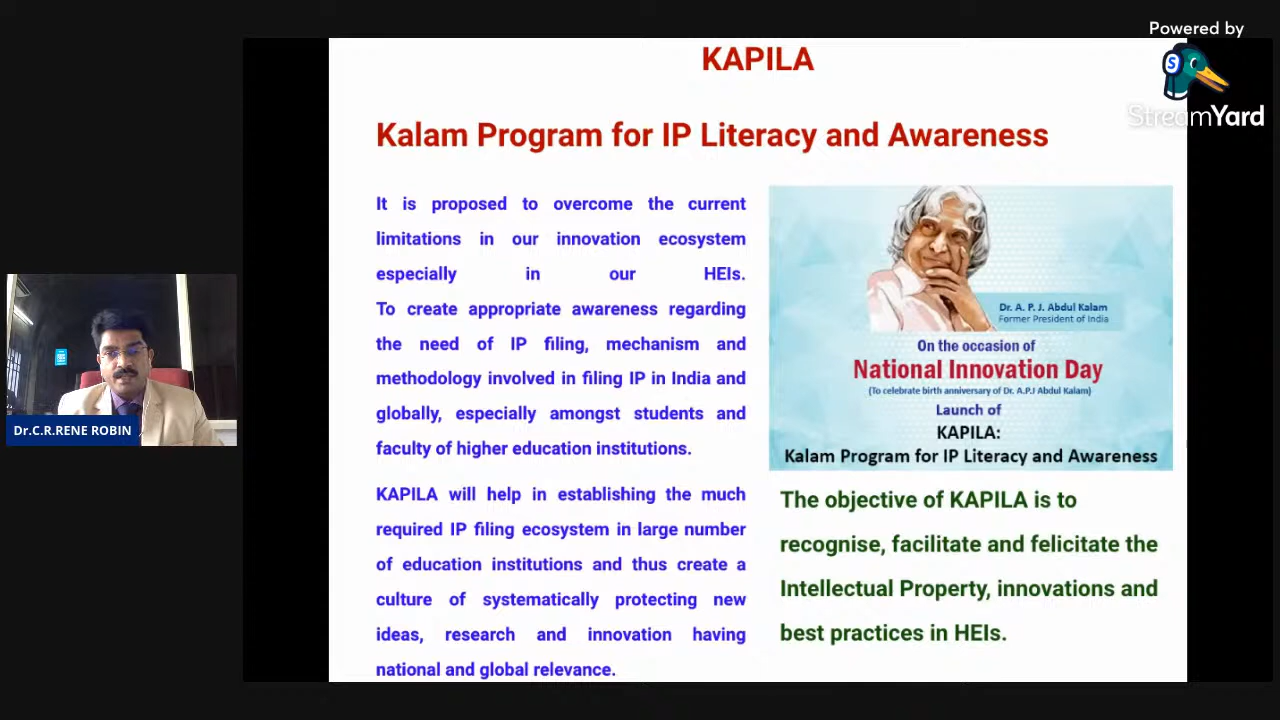 Powered by
StreamYard
KAPILA
Kalam Program for IP Literacy and Awareness
It is proposed to overcome the current
limitations in our innovation ecosystem
especially in our HEIs.
To create appropriate awareness regarding
the need of IP filing, mechanism and
methodology involved in filing IP in India and
globally, especially amongst students and
faculty of higher education institutions.
KAPILA will help in establishing the much
required IP filing ecosystem in large number
of education institutions and thus create a
culture of systematically protecting new
ideas, research and innovation having
national and global relevance.
Dr. A. P. J. Abdul Kalam
Former President of India
On the occasion of
National Innovation Day
(To celebrate birth anniversary of Dr. A.P.J Abdul Kalam)
Launch of
KAPILA:
Kalam Program for IP Literacy and Awareness
The objective of KAPILA is to
recognise, facilitate and felicitate the
Intellectual Property, innovations and
best practices in HEIs.
Dr.C.R.RENE ROBIN